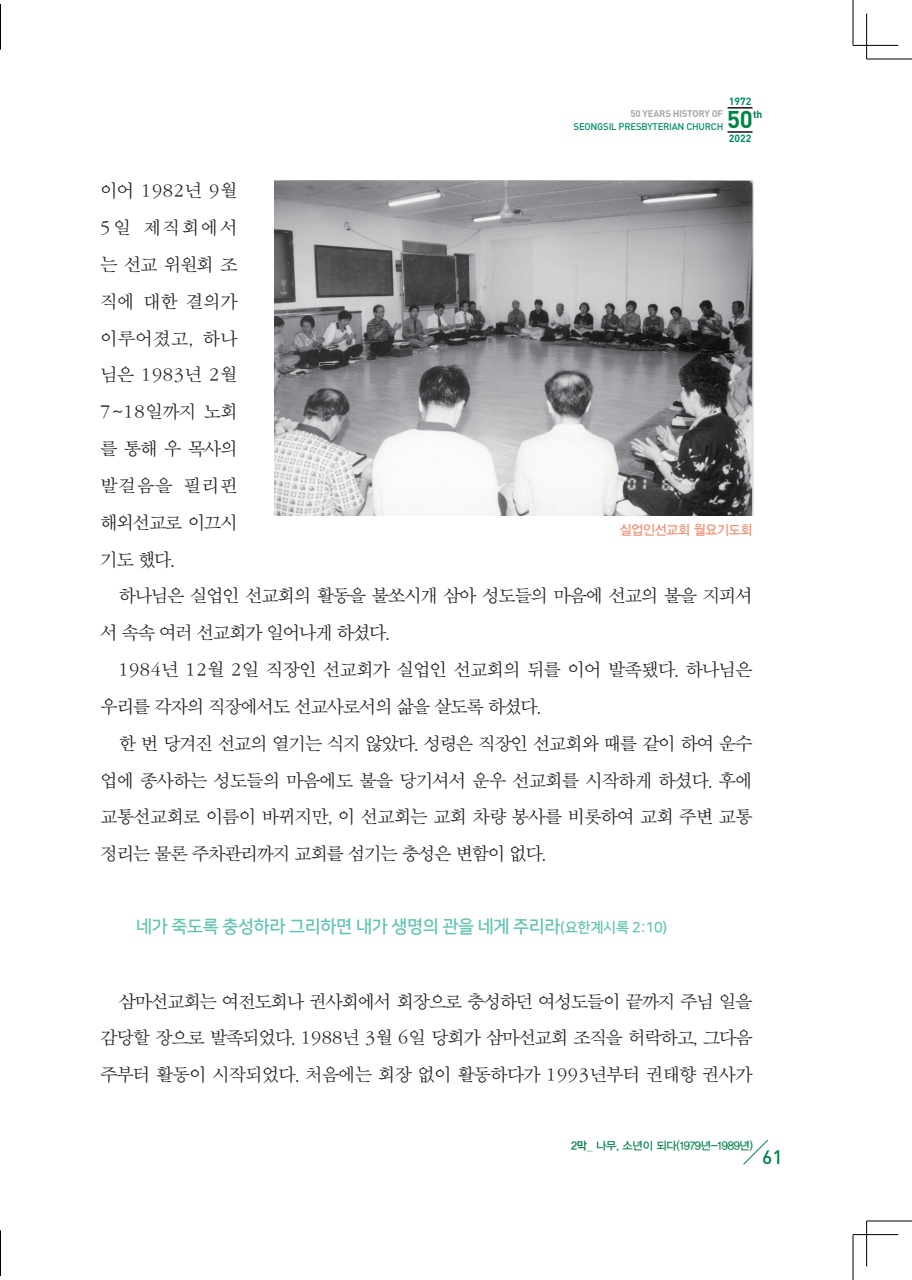 1972
50 YEARS HISTORY OF
SEONGSIL PRESBYTERIAN CHURCH
50th
2022
이어 1982년 9월
5일 제직회에서
는 선교 위원회 조
직에 대한 결의가
이루어졌고, 하나
님은 1983년 2월
7~18일까지 노회
를 통해 우 목사의
발걸음을 필리핀
해외선교로 이끄시
기도 했다.
실업인선교회 월요기도회
하나님은 실업인 선교회의 활동을 불쏘시개 삼아 성도들의 마음에 선교의 불을 지피셔
서 속속 여러 선교회가 일어나게 하셨다.
1984년 12월 2일 직장인 선교회가 실업인 선교회의 뒤를 이어 발족됐다. 하나님은
우리를 각자의 직장에서도 선교사로서의 삶을 살도록 하셨다.
한 번 당겨진 선교의 열기는 식지 않았다. 성령은 직장인 선교회와 때를 같이 하여 운수
업에 종사하는 성도들의 마음에도 불을 당기셔서 운우 선교회를 시작하게 하셨다. 후에
교통선교회로 이름이 바뀌지만, 이 선교회는 교회 차량 봉사를 비롯하여 교회 주변 교통
정리는 물론 주차관리까지 교회를 섬기는 충성은 변함이 없다.
네가 죽도록 충성하라 그리하면 내가 생명의 관을 네게 주리라(요한계시록 2:10)
삼마선교회는 여전도회나 권사회에서 회장으로 충성하던 여성도들이 끝까지 주님 일을
감당할 장으로 발족되었다. 1988년 3월 6일 당회가 삼마선교회 조직을 허락하고, 그다음
주부터 활동이 시작되었다. 처음에는 회장 없이 활동하다가 1993년부터 권태향 권사가
2막_ 나무, 소년이 되다(1979년-1989년)
61